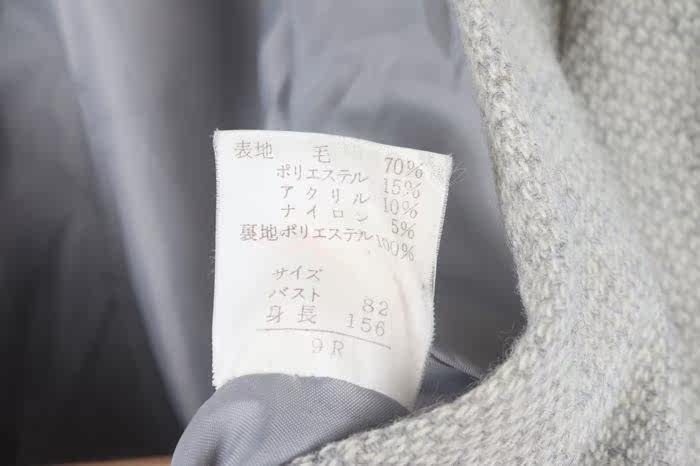 表地 毛 70%
ポリエステル 15%
アクリル 10%
ナイロン 5%
裏地ポリエステル100%
サイズ
バスト 82
身長 156
9R